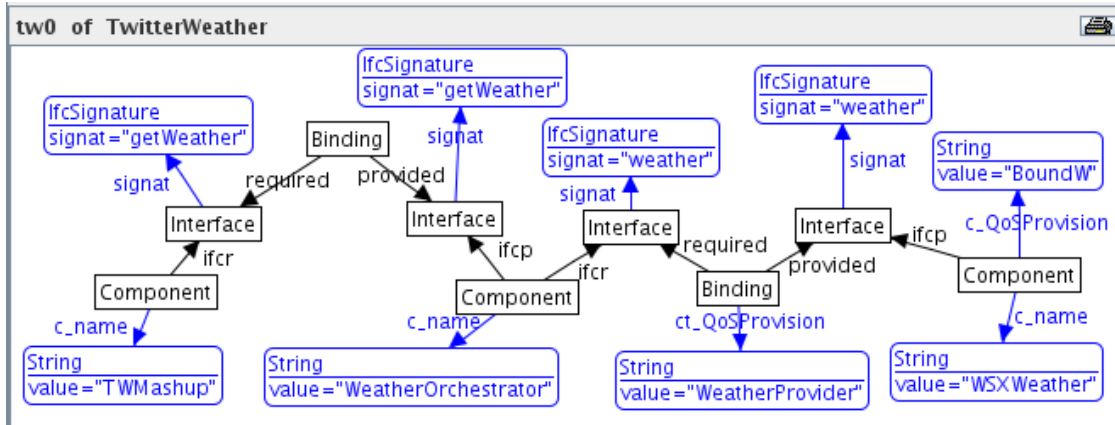 tw0 of TwitterWeather
IfcSignature
signat="getWeather"
IfcSignature
signat="getWeather"
IfcSignature
signat="weather"
IfcSignature
signat="weather"
String
value="BoundW"
Binding
signat
signat
signat
signat
required
provided
c_QoSProvision
Interface
Interface
Interface
Interface
ifcr
ifcp
ifcr
required
provided
ifcp
Component
Component
Binding
Component
c_name
c_name
ct_QoSProvision
c_name
String
value="TWMashup"
String
value="WeatherOrchestrator"
String
value="WeatherProvider"
String
value="WSXWeather"